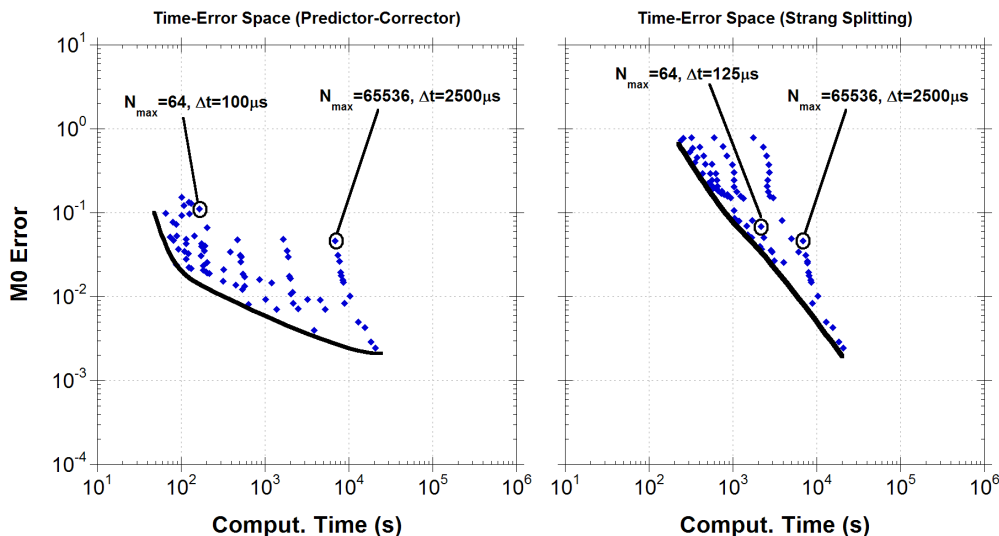 Time-Error Space (Predictor-Corrector)
M0 Error
10^1
10^0
10^-1
10^-2
10^-3
10^-4
N_max=64, Δt=100μs
N_max=65536, Δt=2500μs
10^1 10^2 10^3 10^4 10^5 10^6
Comput. Time (s)
Time-Error Space (Strang Splitting)
N_max=64, Δt=125μs
N_max=65536, Δt=2500μs
10^1 10^2 10^3 10^4 10^5 10^6
Comput. Time (s)